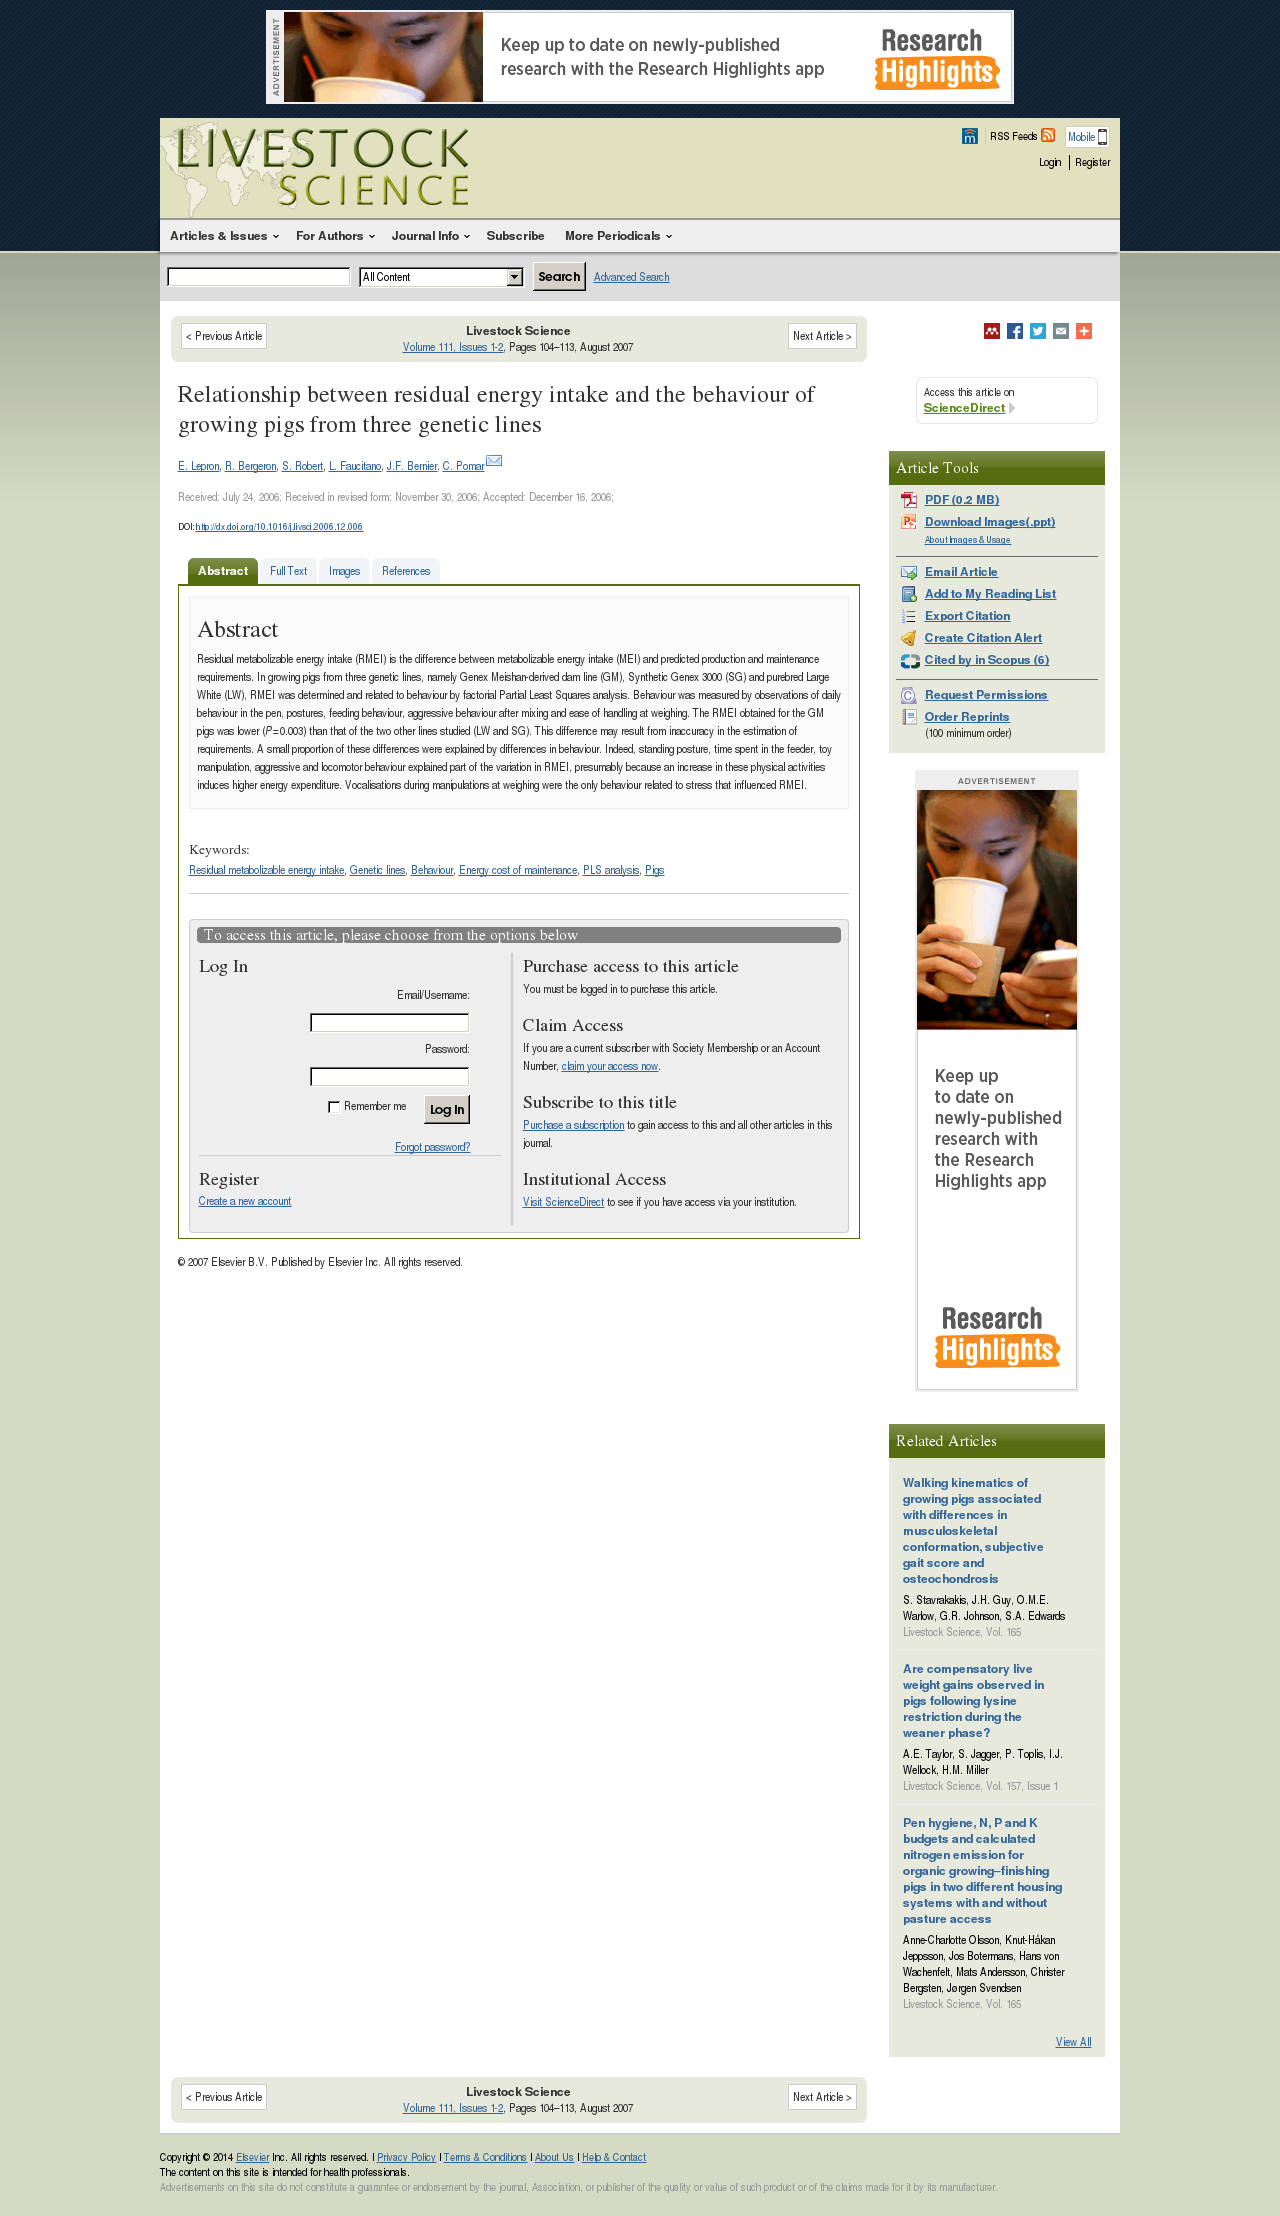 ADVERTISEMENT
Keep up to date on newly-published
research with the Research Highlights app
Research
Highlights
LIVESTOCK
SCIENCE
RSS Feeds
Mobile
Login
Register
Articles & Issues
For Authors
Journal Info
Subscribe
More Periodicals
All Content
Search
Advanced Search
< Previous Article
Livestock Science
Volume 111, Issues 1-2, Pages 104–113, August 2007
Next Article >
Relationship between residual energy intake and the behaviour of
growing pigs from three genetic lines
E. Lepron, R. Bergeron, S. Robert, L. Faucitano, J.F. Bernier, C. Pomar
Received: July 24, 2006; Received in revised form: November 30, 2006; Accepted: December 16, 2006;
DOI: http://dx.doi.org/10.1016/j.livsci.2006.12.006
Abstract
Full Text
Images
References
Abstract
Residual metabolizable energy intake (RMEI) is the difference between metabolizable energy intake (MEI) and predicted production and maintenance
requirements. In growing pigs from three genetic lines, namely Genex Meishan-derived dam line (GM), Synthetic Genex 3000 (SG) and purebred Large
White (LW), RMEI was determined and related to behaviour by factorial Partial Least Squares analysis. Behaviour was measured by observations of daily
behaviour in the pen, postures, feeding behaviour, aggressive behaviour after mixing and ease of handling at weighing. The RMEI obtained for the GM
pigs was lower (P=0.003) than that of the two other lines studied (LW and SG). This difference may result from inaccuracy in the estimation of
requirements. A small proportion of these differences were explained by differences in behaviour. Indeed, standing posture, time spent in the feeder, toy
manipulation, aggressive and locomotor behaviour explained part of the variation in RMEI, presumably because an increase in these physical activities
induces higher energy expenditure. Vocalisations during manipulations at weighing were the only behaviour related to stress that influenced RMEI.
Keywords:
Residual metabolizable energy intake, Genetic lines, Behaviour, Energy cost of maintenance, PLS analysis, Pigs
To access this article, please choose from the options below
Log In
Email/Username:
Password:
Remember me
Log In
Forgot password?
Register
Create a new account
Purchase access to this article
You must be logged in to purchase this article.
Claim Access
If you are a current subscriber with Society Membership or an Account
Number, claim your access now.
Subscribe to this title
Purchase a subscription to gain access to this and all other articles in this
journal.
Institutional Access
Visit ScienceDirect to see if you have access via your institution.
© 2007 Elsevier B.V. Published by Elsevier Inc. All rights reserved.
Access this article on
ScienceDirect
Article Tools
PDF (0.2 MB)
Download Images(.ppt)
About Images & Usage
Email Article
Add to My Reading List
Export Citation
Create Citation Alert
Cited by in Scopus (6)
Request Permissions
Order Reprints
(100 minimum order)
ADVERTISEMENT
Keep up
to date on
newly-published
research with
the Research
Highlights app
Research
Highlights
Related Articles
Walking kinematics of
growing pigs associated
with differences in
musculoskeletal
conformation, subjective
gait score and
osteochondrosis
S. Stavrakakis, J.H. Guy, O.M.E.
Warlow, G.R. Johnson, S.A. Edwards
Livestock Science, Vol. 165
Are compensatory live
weight gains observed in
pigs following lysine
restriction during the
weaner phase?
A.E. Taylor, S. Jagger, P. Toplis, I.J.
Wellock, H.M. Miller
Livestock Science, Vol. 157, Issue 1
Pen hygiene, N, P and K
budgets and calculated
nitrogen emission for
organic growing–finishing
pigs in two different housing
systems with and without
pasture access
Anne-Charlotte Olsson, Knut-Håkan
Jeppsson, Jos Botermans, Hans von
Wachenfelt, Mats Andersson, Christer
Bergsten, Jørgen Svendsen
Livestock Science, Vol. 165
View All
< Previous Article
Livestock Science
Volume 111, Issues 1-2, Pages 104–113, August 2007
Next Article >
Copyright © 2014 Elsevier Inc. All rights reserved. | Privacy Policy | Terms & Conditions | About Us | Help & Contact
The content on this site is intended for health professionals.
Advertisements on this site do not constitute a guarantee or endorsement by the journal, Association, or publisher of the quality or value of such product or of the claims made for it by its manufacturer.